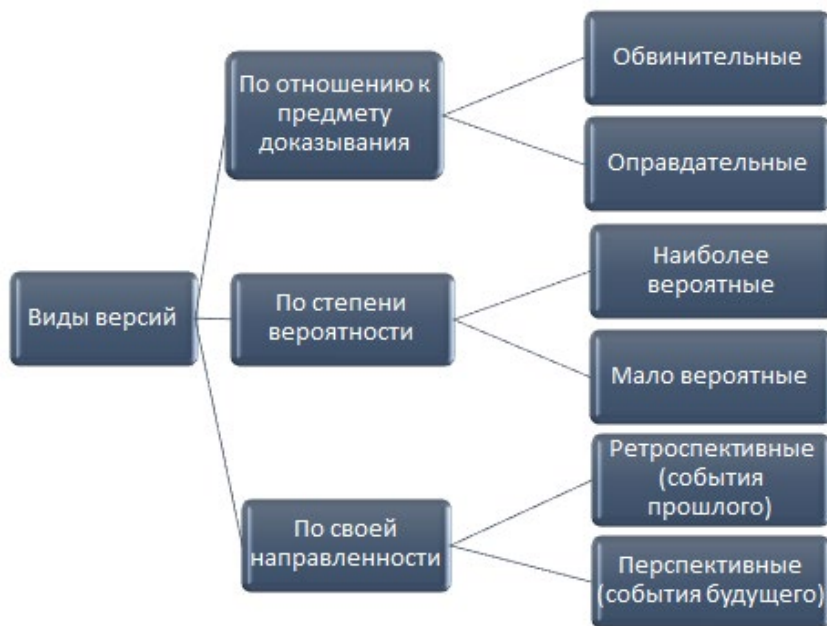 Виды версий
По отношению к
предмету
доказывания
Обвинительные
Оправдательные
По степени
вероятности
Наиболее
вероятные
Мало вероятные
По своей
направленности
Ретроспективные
(события
прошлого)
Перспективные
(события будущего)